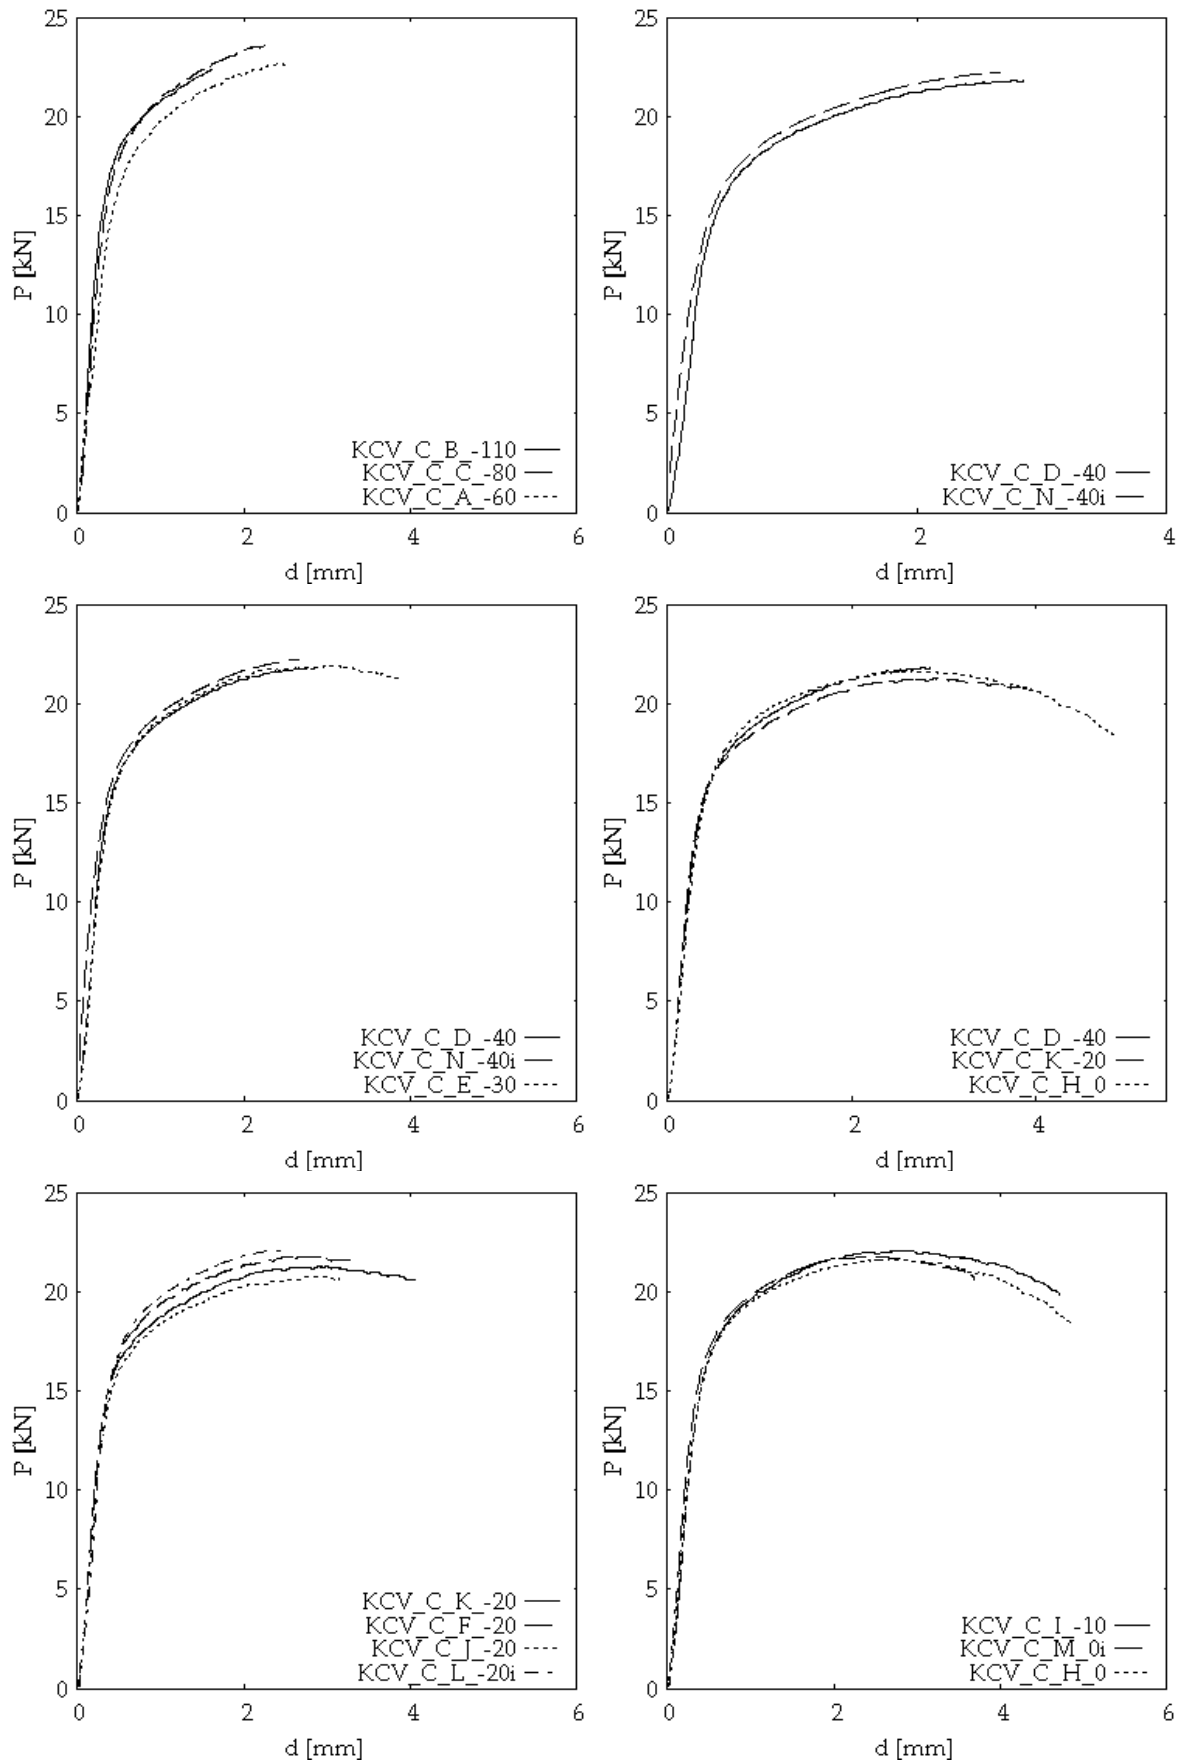 25
20
15
10
5
0
P [kN]
KCV_C_B_-110
KCV_C_C_-80
KCV_C_A_-60
0 2 4 6
d [mm]
25
20
15
10
5
0
P [kN]
KCV_C_D_-40
KCV_C_N_-40i
0 2 4
d [mm]
25
20
15
10
5
0
P [kN]
KCV_C_D_-40
KCV_C_N_-40i
KCV_C_E_-30
0 2 4 6
d [mm]
25
20
15
10
5
0
P [kN]
KCV_C_D_-40
KCV_C_K_-20
KCV_C_H_0
0 2 4
d [mm]
25
20
15
10
5
0
P [kN]
KCV_C_K_-20
KCV_C_F_-20
KCV_C_J_-20
KCV_C_L_-20i
0 2 4 6
d [mm]
25
20
15
10
5
0
P [kN]
KCV_C_I_-10
KCV_C_M_0i
KCV_C_H_0
0 2 4 6
d [mm]